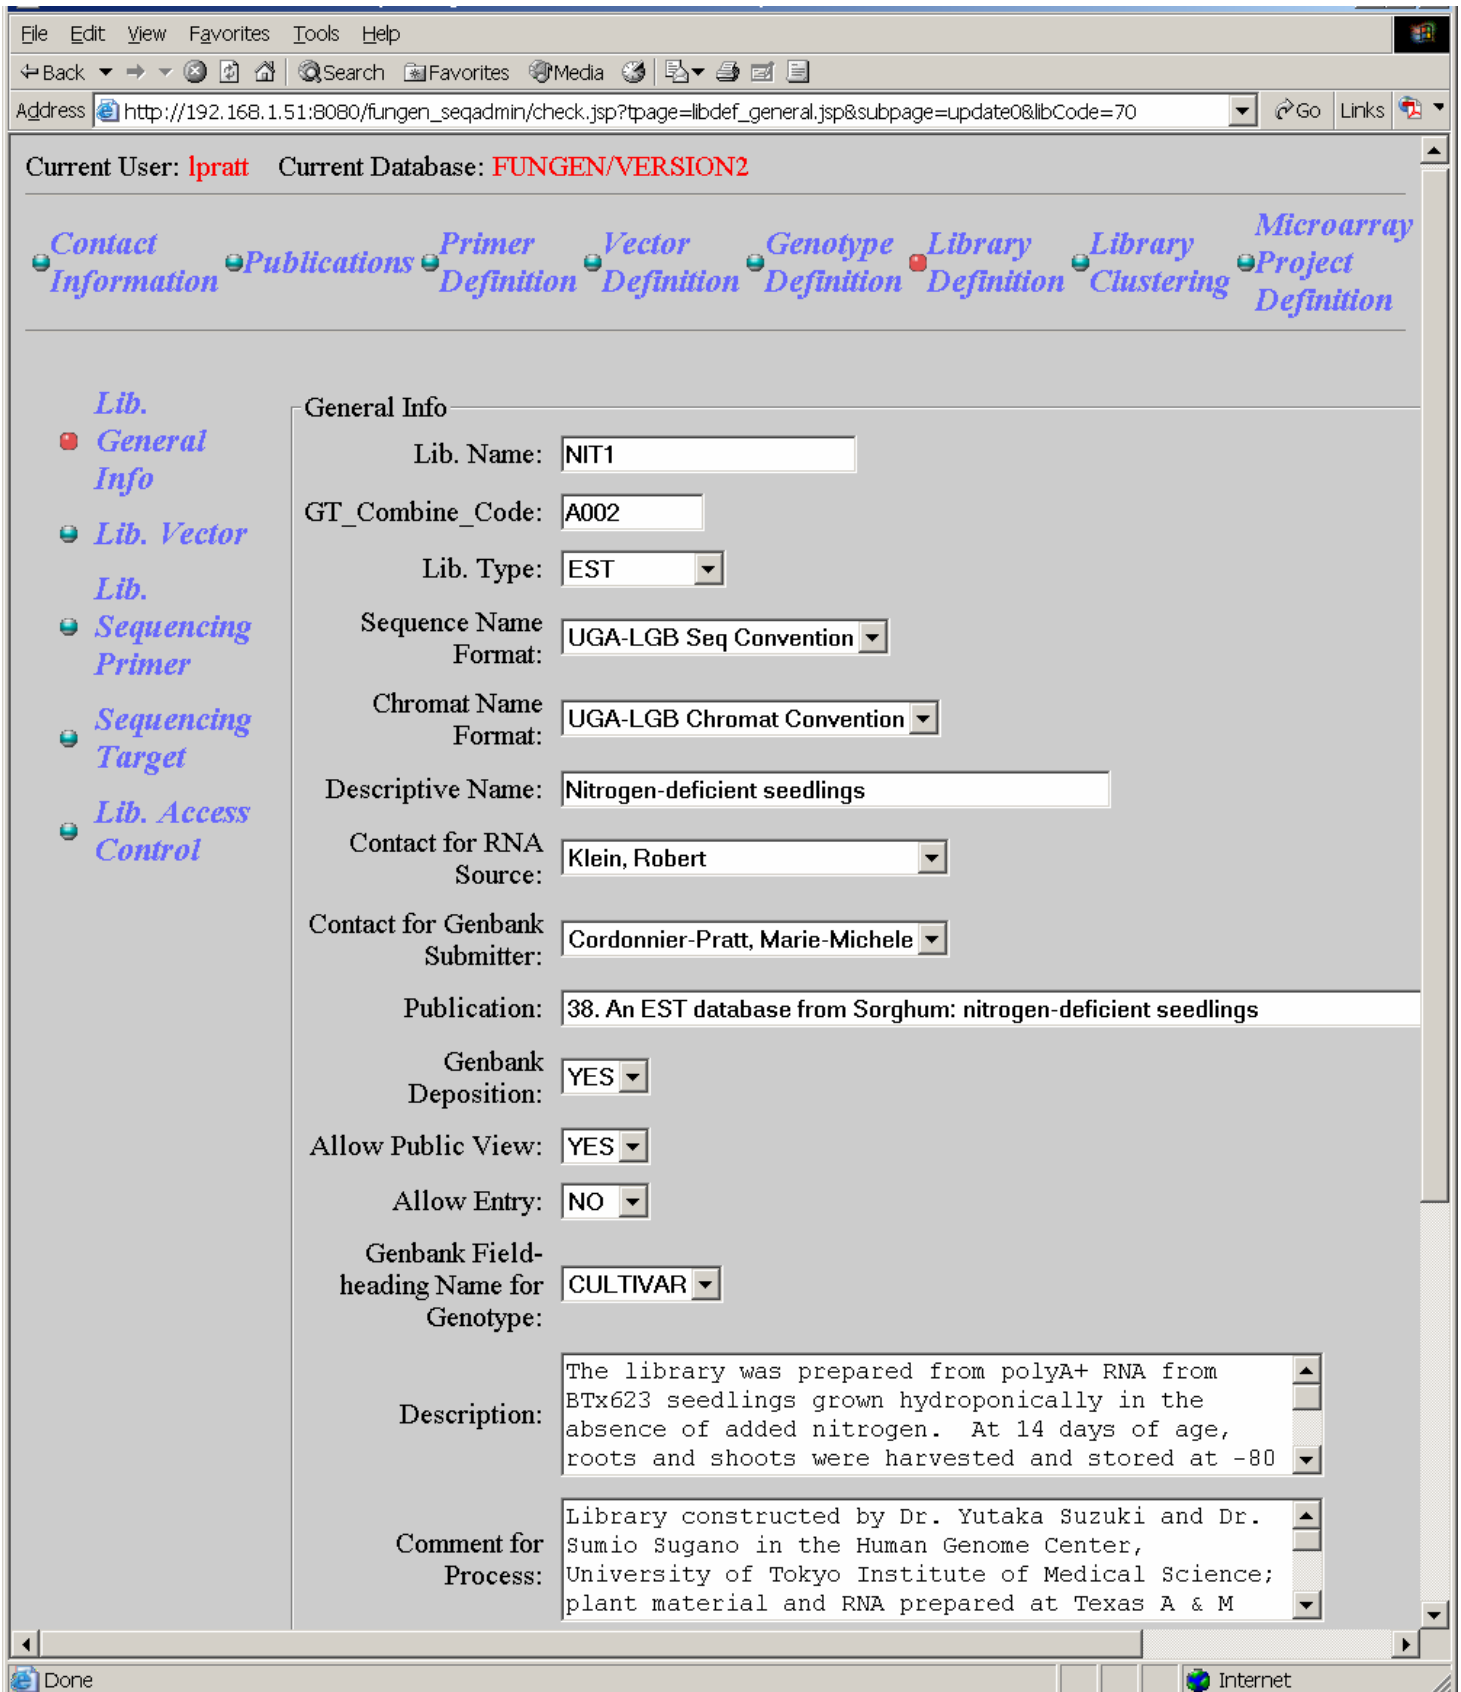 File Edit View Favorites Tools Help
Back Search Favorites Media
Address http://192.168.1.51:8080/fungen_seqadmin/check.jsp?tpage=libdef_general.jsp&subpage=update0&libCode=70 Go Links
Current User: lpratt Current Database: FUNGEN/VERSION2
Contact Information Publications Primer Definition Vector Definition Genotype Definition Library Definition Library Clustering Microarray Project Definition
Lib. General Info
Lib. Vector
Lib. Sequencing Primer
Sequencing Target
Lib. Access Control
General Info
Lib. Name: NIT1
GT_Combine_Code: A002
Lib. Type: EST
Sequence Name Format: UGA-LGB Seq Convention
Chromat Name Format: UGA-LGB Chromat Convention
Descriptive Name: Nitrogen-deficient seedlings
Contact for RNA Source: Klein, Robert
Contact for Genbank Submitter: Cordonnier-Pratt, Marie-Michele
Publication: 38. An EST database from Sorghum: nitrogen-deficient seedlings
Genbank Deposition: YES
Allow Public View: YES
Allow Entry: NO
Genbank Field-heading Name for Genotype: CULTIVAR
Description:
The library was prepared from polyA+ RNA from
BTx623 seedlings grown hydroponically in the
absence of added nitrogen.  At 14 days of age,
roots and shoots were harvested and stored at -80
Comment for Process:
Library constructed by Dr. Yutaka Suzuki and Dr.
Sumio Sugano in the Human Genome Center,
University of Tokyo Institute of Medical Science;
plant material and RNA prepared at Texas A & M
Done Internet